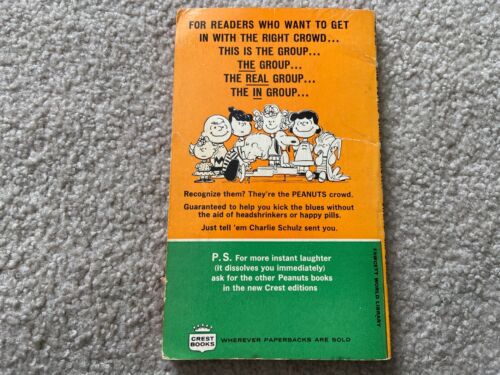 FOR READERS WHO WANT TO GET
IN WITH THE RIGHT CROWD...
THIS IS THE GROUP...
THE GROUP...
THE REAL GROUP...
THE IN GROUP...
Recognize them? They're the PEANUTS crowd.
Guaranteed to help you kick the blues without
the aid of headshrinkers or happy pills.
Just tell 'em Charlie Schulz sent you.
P.S. For more instant laughter
(it dissolves you immediately)
ask for the other Peanuts books
in the new Crest editions
FAWCETT WORLD LIBRARY
CREST
BOOKS
WHEREVER PAPERBACKS ARE SOLD